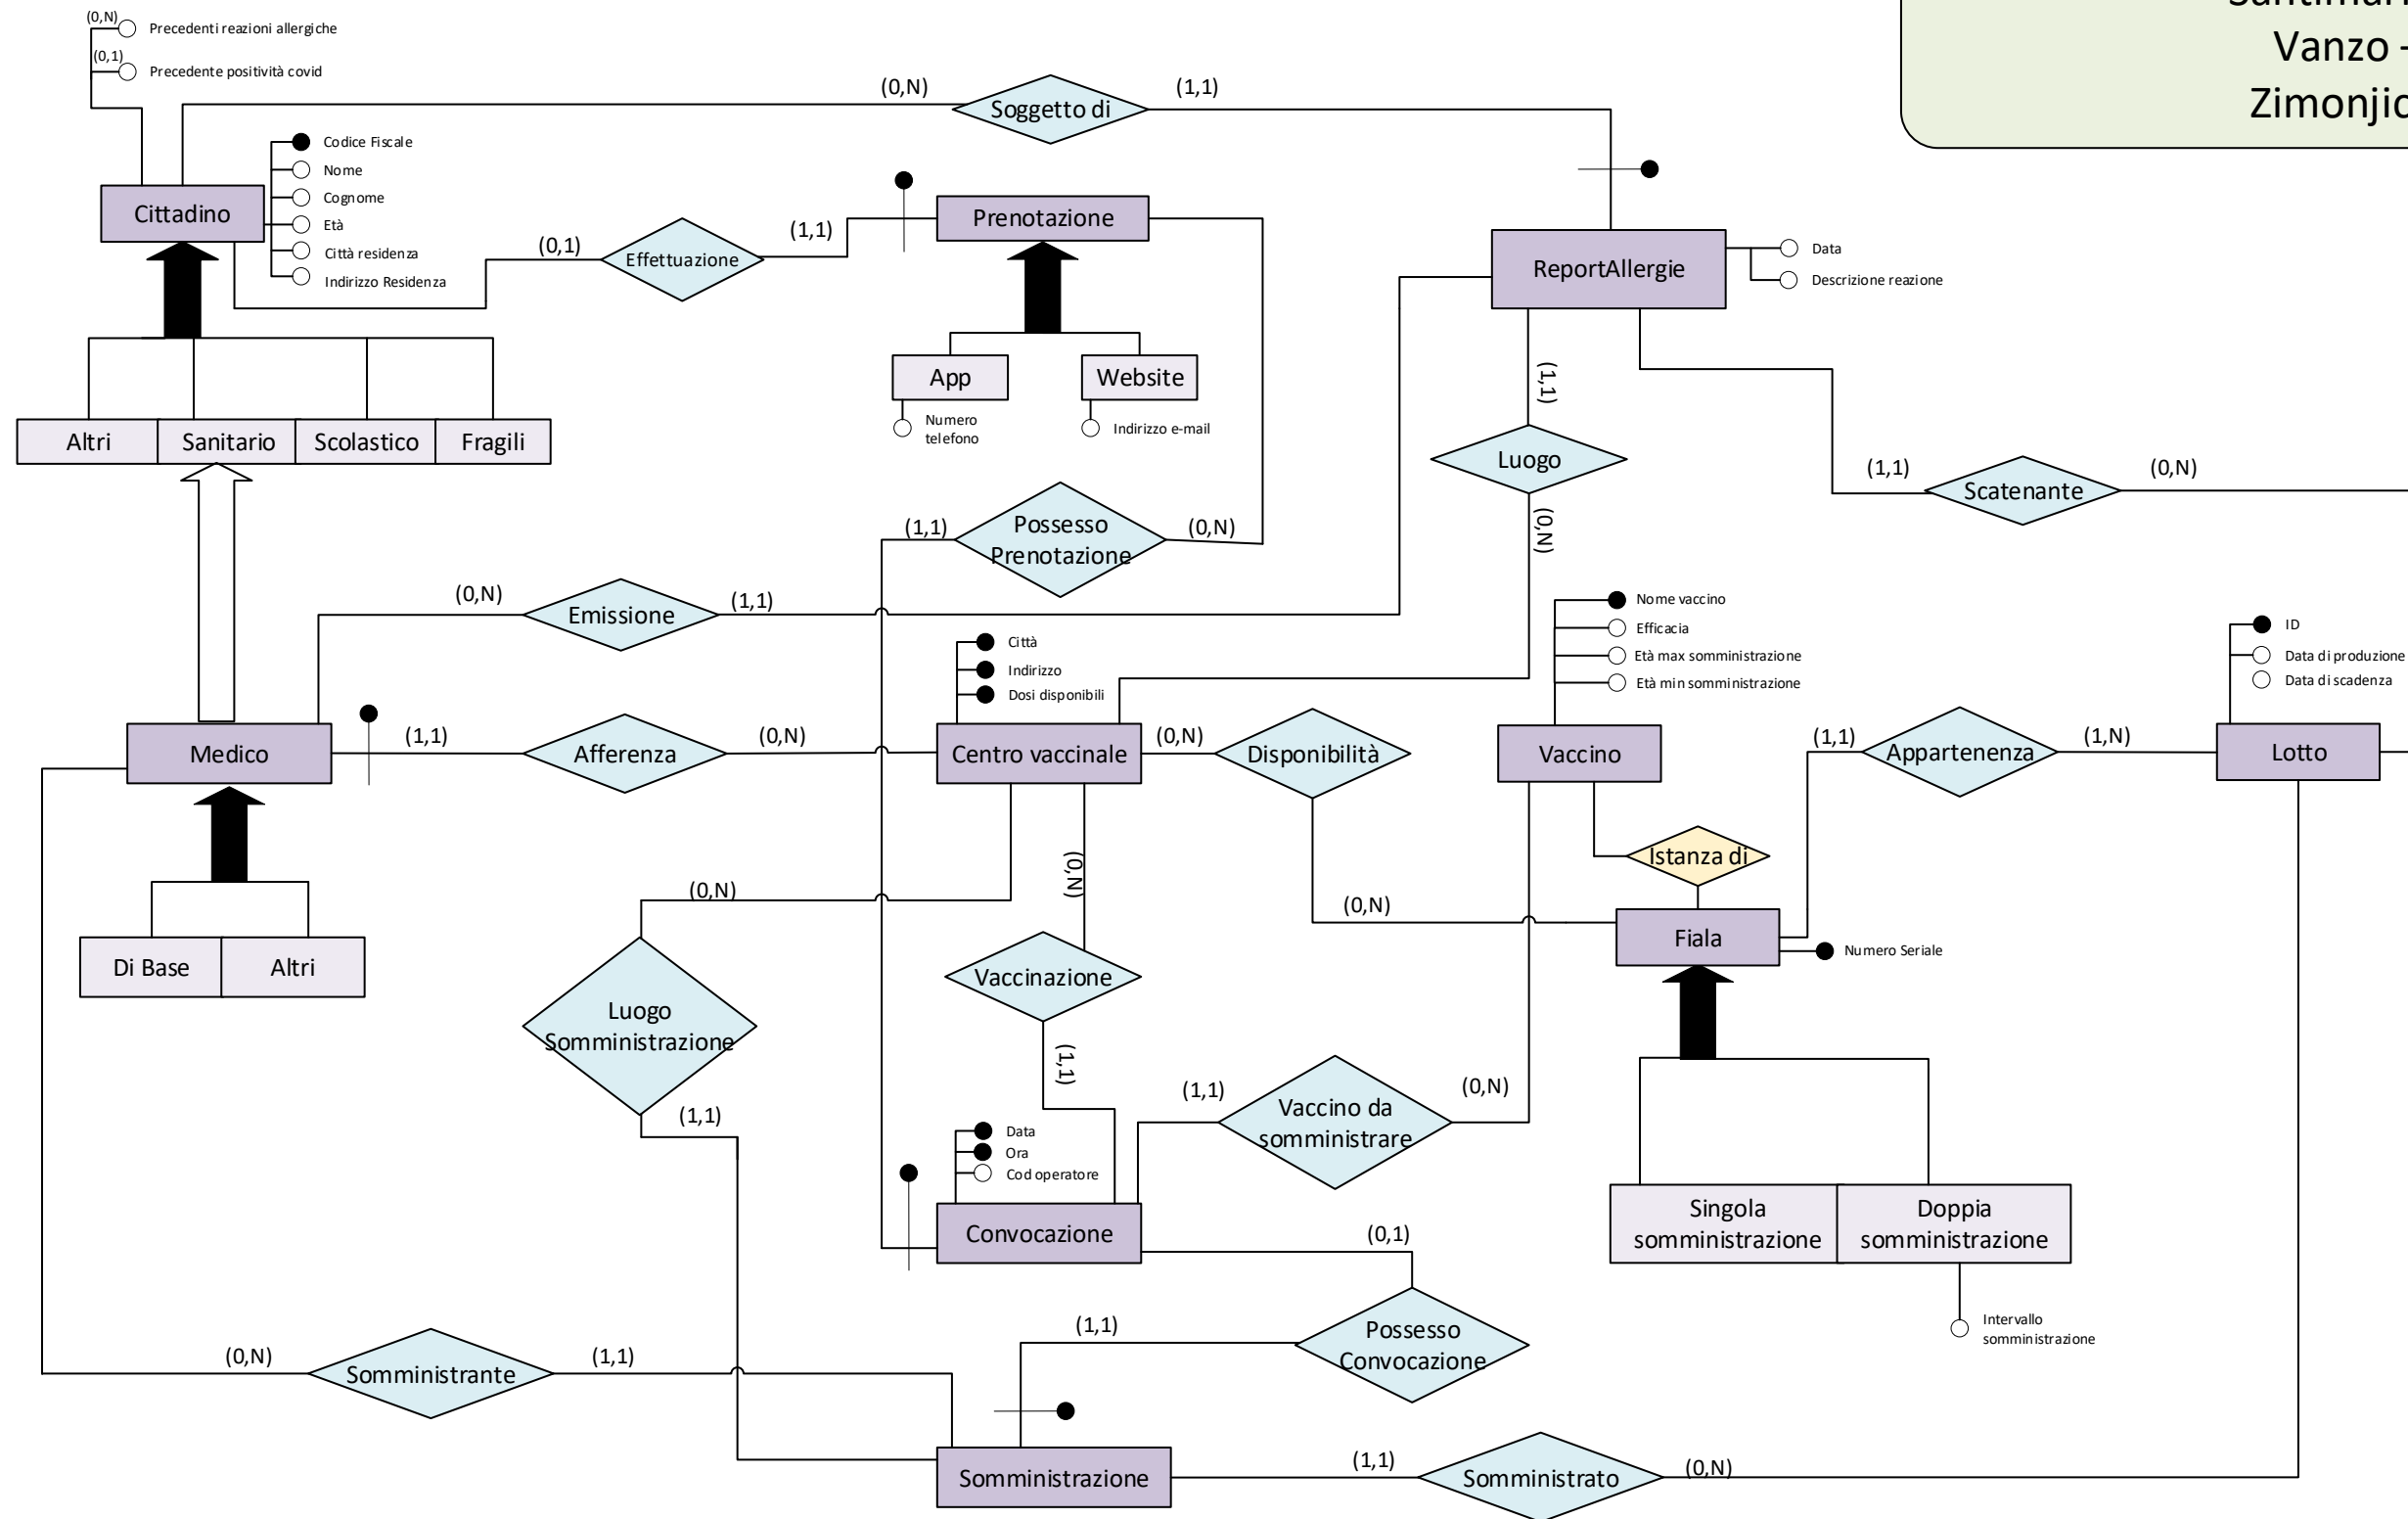 Vanzo -
(0,N)
Precedenti reazioni allergiche
(0,1)
Precedente positività covid
(0,N)
Soggetto di
(1,1)
Codice Fiscale
Nome
Cognome
Età
Città residenza
Indirizzo Residenza
Cittadino
(0,1)
Effettuazione
(1,1)
Prenotazione
ReportAllergie
Data
Descrizione reazione
App
Website
Numero
telefono
Indirizzo e-mail
Altri
Sanitario
Scolastico
Fragili
(1,1)
Luogo
(0,N)
(1,1)
Scatenante
(0,N)
(1,1)
Possesso
Prenotazione
(0,N)
(0,N)
Emissione
(1,1)
Città
Indirizzo
Dosi disponibili
Nome vaccino
Efficacia
Età max somministrazione
Età min somministrazione
ID
Data di produzione
Data di scadenza
Medico
(1,1)
Afferenza
(0,N)
Centro vaccinale
(0,N)
Disponibilità
Vaccino
(1,1)
Appartenenza
(1,N)
Lotto
Istanza di
(0,N)
(0,N)
(0,N)
Fiala
Numero Seriale
Di Base
Altri
Vaccinazione
Luogo
Somministrazione
(1,1)
(1,1)
(1,1)
Vaccino da
somministrare
(0,N)
Data
Ora
Cod operatore
Convocazione
Singola
somministrazione
Doppia
somministrazione
(0,1)
Intervallo
somministrazione
(1,1)
Possesso
Convocazione
(0,N)
Somministrante
(1,1)
Somministrazione
(1,1)
Somministrato
(0,N)